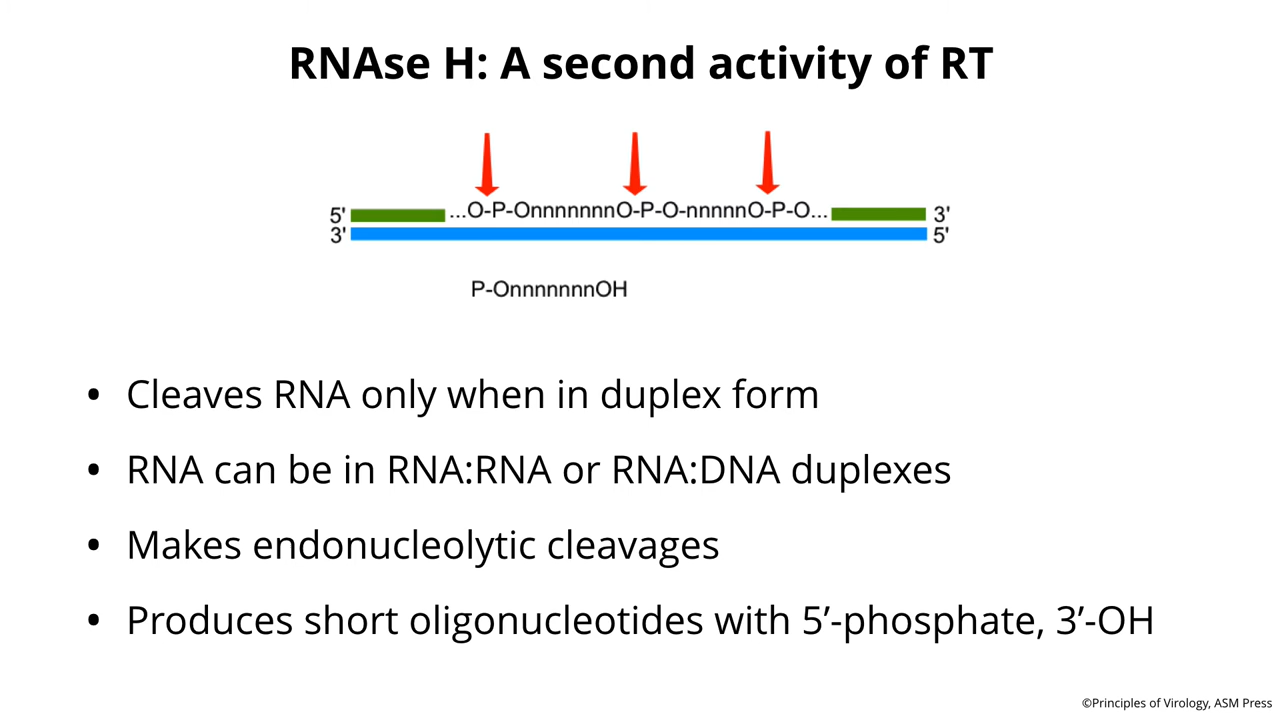 RNAse H: A second activity of RT
5' ...O-P-OnnnnnnnO-P-O-nnnnnO-P-O... 3'
3' 5'
P-OnnnnnnnOH
• Cleaves RNA only when in duplex form
• RNA can be in RNA:RNA or RNA:DNA duplexes
• Makes endonucleolytic cleavages
• Produces short oligonucleotides with 5’-phosphate, 3’-OH
©Principles of Virology, ASM Press